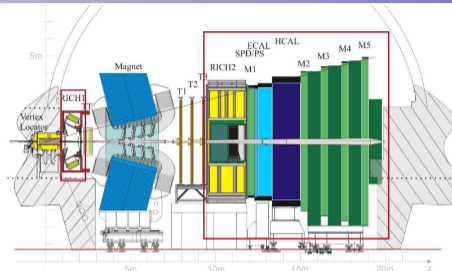 HCAL
ECAL
SPD/PS
M5
M4
M3
M2
M1
RICH2
5m
Magnet
T3
T2
T1
RICH1
TT
Vertex
Locator
5m
10m
15m
20m
z